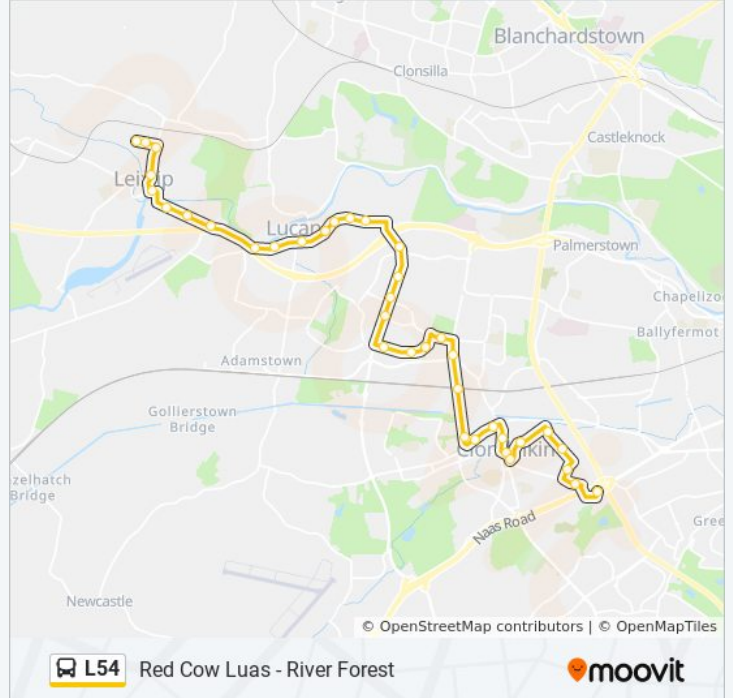 Blanchardstown
Clonsilla
Castleknock
Leixlip
Lucan
Palmerstown
Chapelizo
Ballyfermot
Adamstown
Gollierstown
Bridge
zelhatch
Bridge
Clondalkin
Naas Road
Gree
Newcastle
© OpenStreetMap contributors | © OpenMapTiles
L54 Red Cow Luas - River Forest
moovit